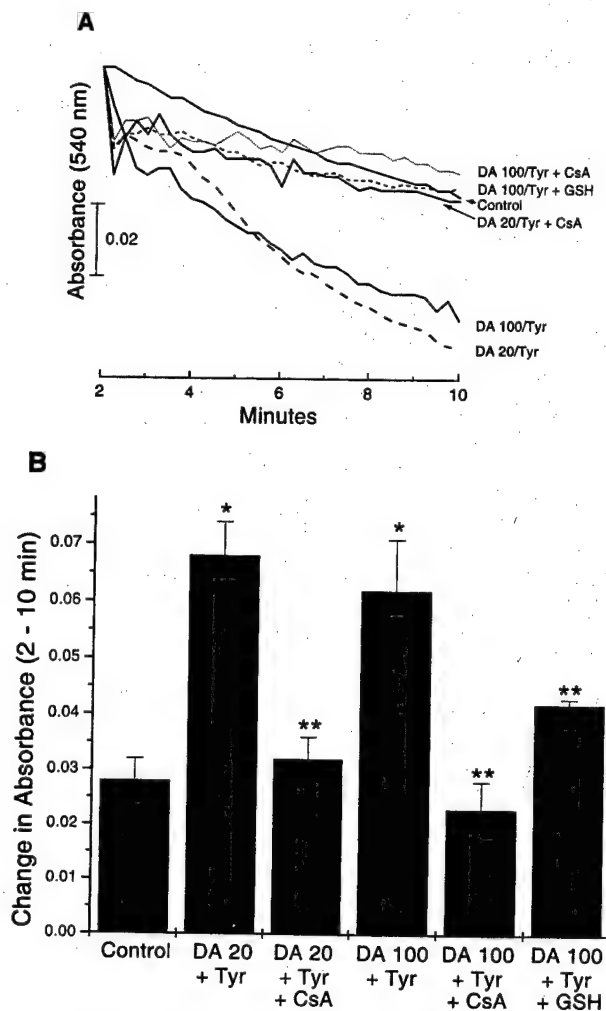 A
Absorbance (540 nm)
0.02
DA 100/Tyr + CsA
DA 100/Tyr + GSH
Control
DA 20/Tyr + CsA
DA 100/Tyr
DA 20/Tyr
2 4 6 8 10
Minutes
B
Change in Absorbance (2 - 10 min)
0.07
0.06
0.05
0.04
0.03
0.02
0.01
0.00
*
**
*
**
**
Control
DA 20
+ Tyr
DA 20
+ Tyr
+ CsA
DA 100
+ Tyr
DA 100
+ Tyr
+ CsA
DA 100
+ Tyr
+ GSH